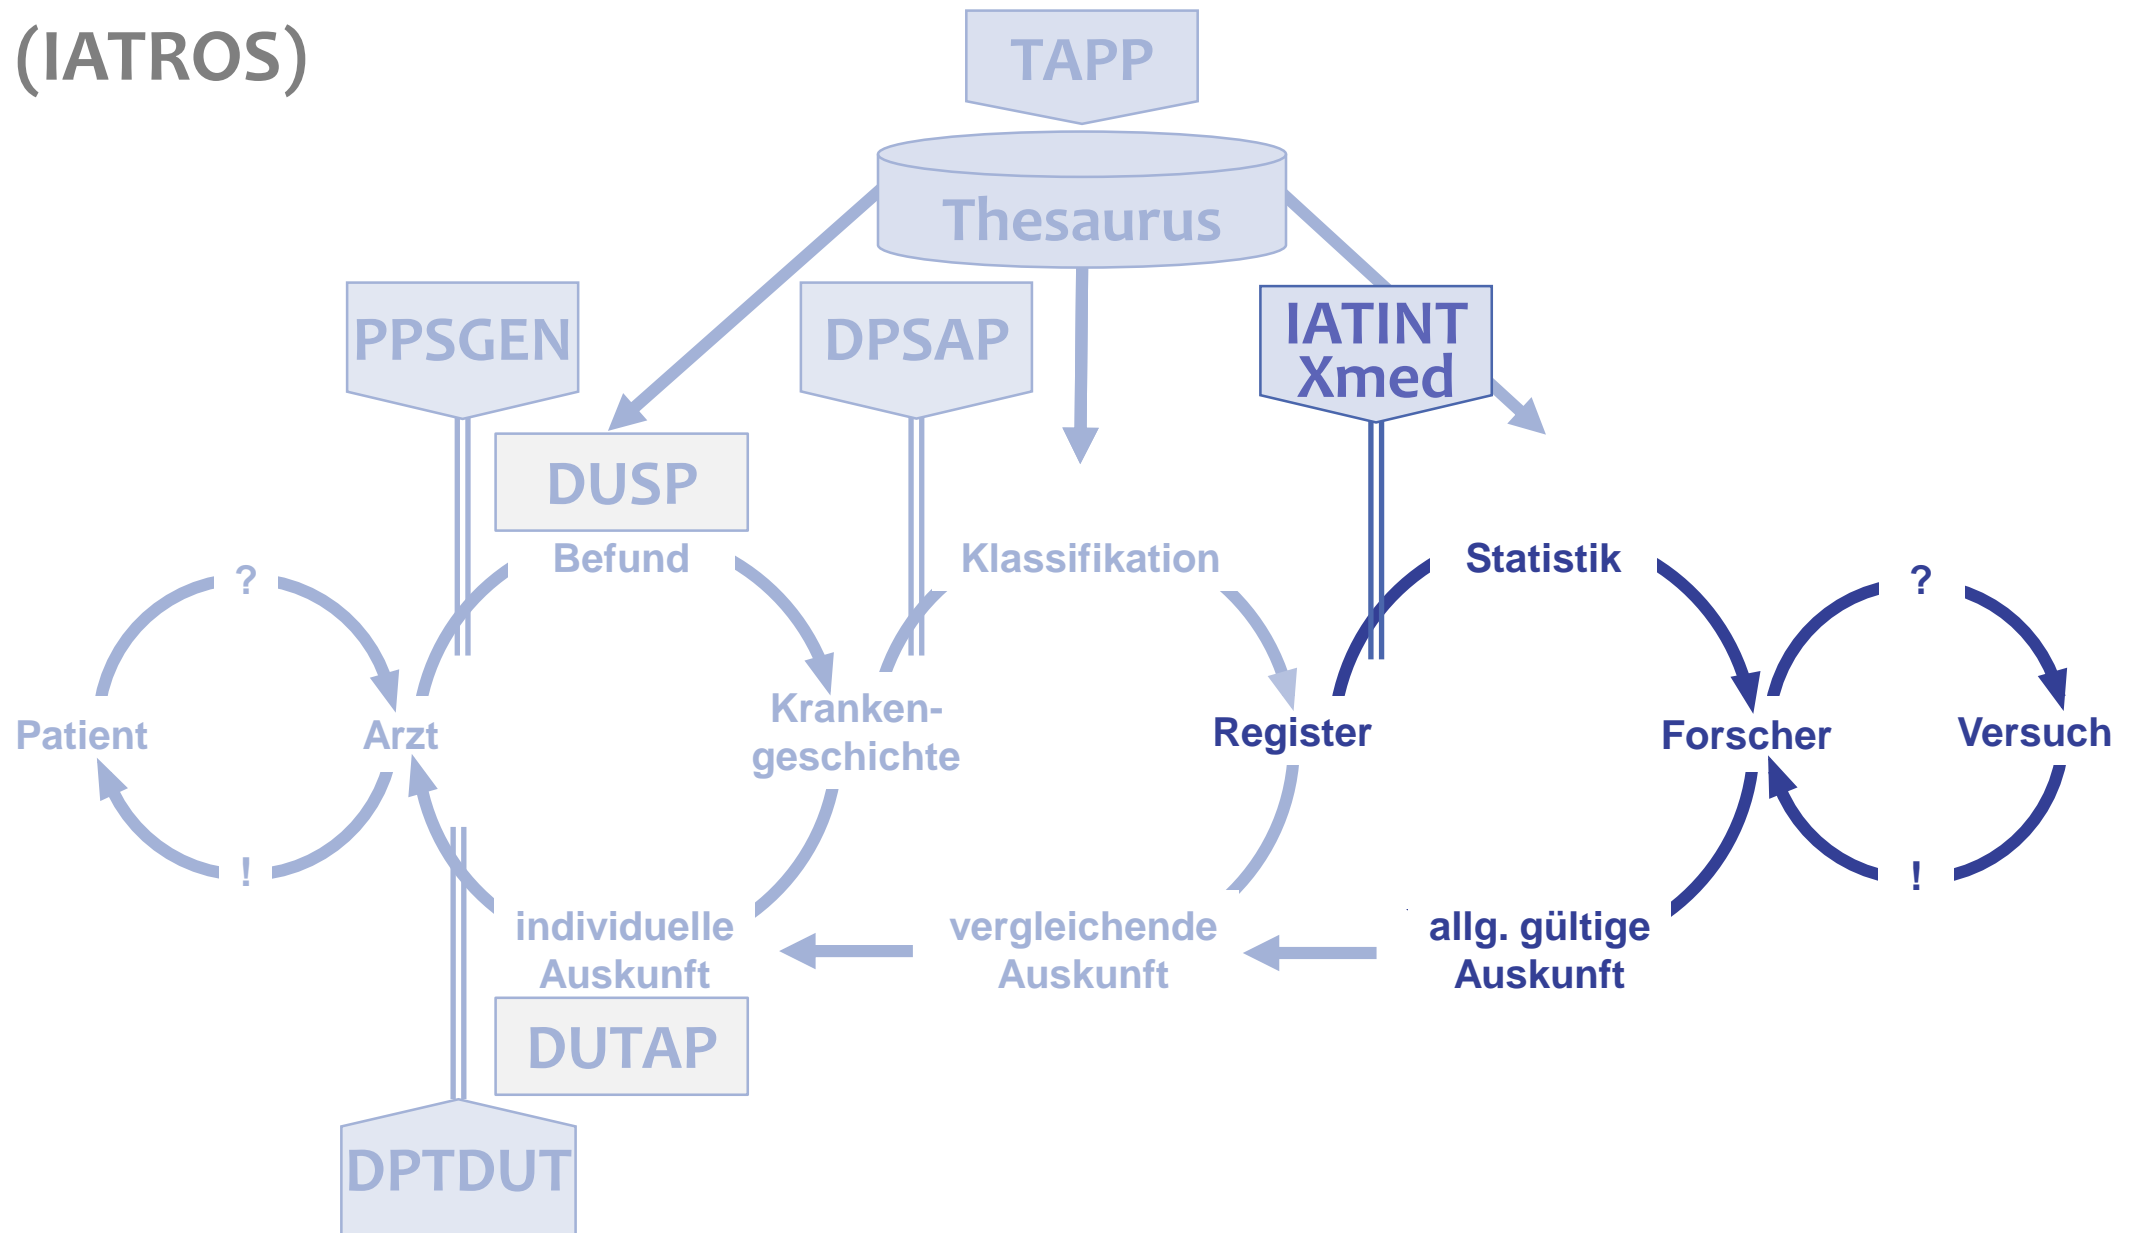 (IATROS)
TAPP
Thesaurus
PPSGEN
DPSAP
IATINT
Xmed
DUSP
Befund
Klassifikation
Statistik
?
?
Patient
Arzt
Kranken-
geschichte
Register
Forscher
Versuch
!
!
individuelle
Auskunft
vergleichende
Auskunft
allg. gültige
Auskunft
DUTAP
DPTDUT